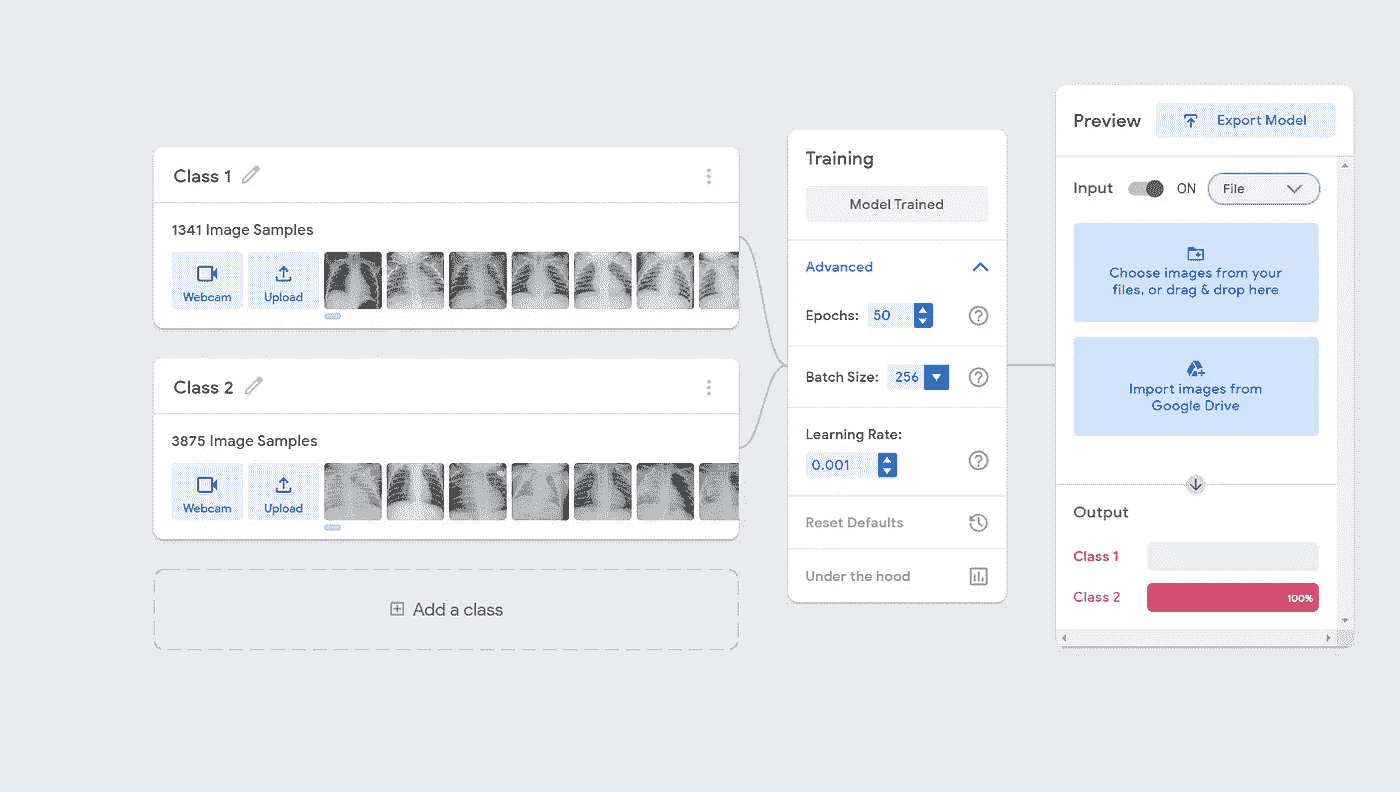 Class 1
1341 Image Samples
Webcam
Upload
Class 2
3875 Image Samples
Webcam
Upload
Add a class
Training
Model Trained
Advanced
Epochs: 50
Batch Size: 256
Learning Rate:
0.001
Reset Defaults
Under the hood
Preview
Export Model
Input ON File
Choose images from your
files, or drag & drop here
Import images from
Google Drive
Output
Class 1
Class 2 100%